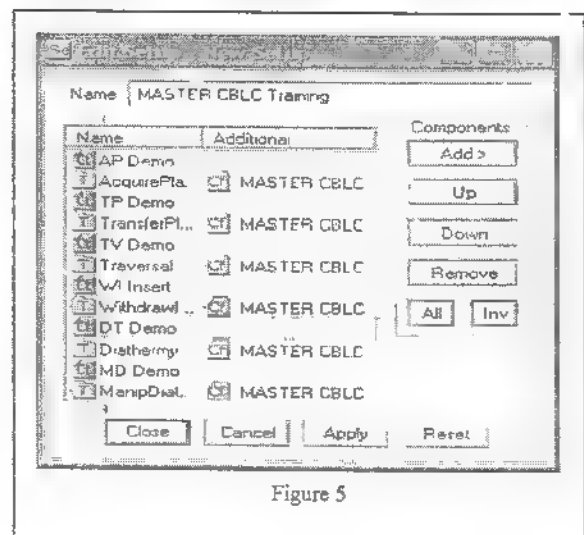 Name MASTER CBLC Training
Components
Name Additional
Add >
AP Demo
AcquirePla.. MASTER CBLC
Up
TP Demo
TransferPl... MASTER CBLC
Down
TV Demo
Traversal MASTER CBLC
Remove
WI Insert
Withdrawl ... MASTER CBLC
All Inv
DT Demo
Diathermy MASTER CBLC
MD Demo
ManipDiat.. MASTER CBLC
Close Cancel Apply Reset
Figure 5